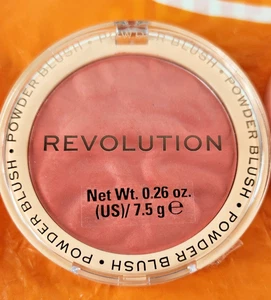 REVOLUTION
Net Wt. 0.26 oz.
(US)/ 7.5 g ℮
POWDER BLUSH • POWDER BLUSH • POWDER BLUSH • POWDER BLUSH •